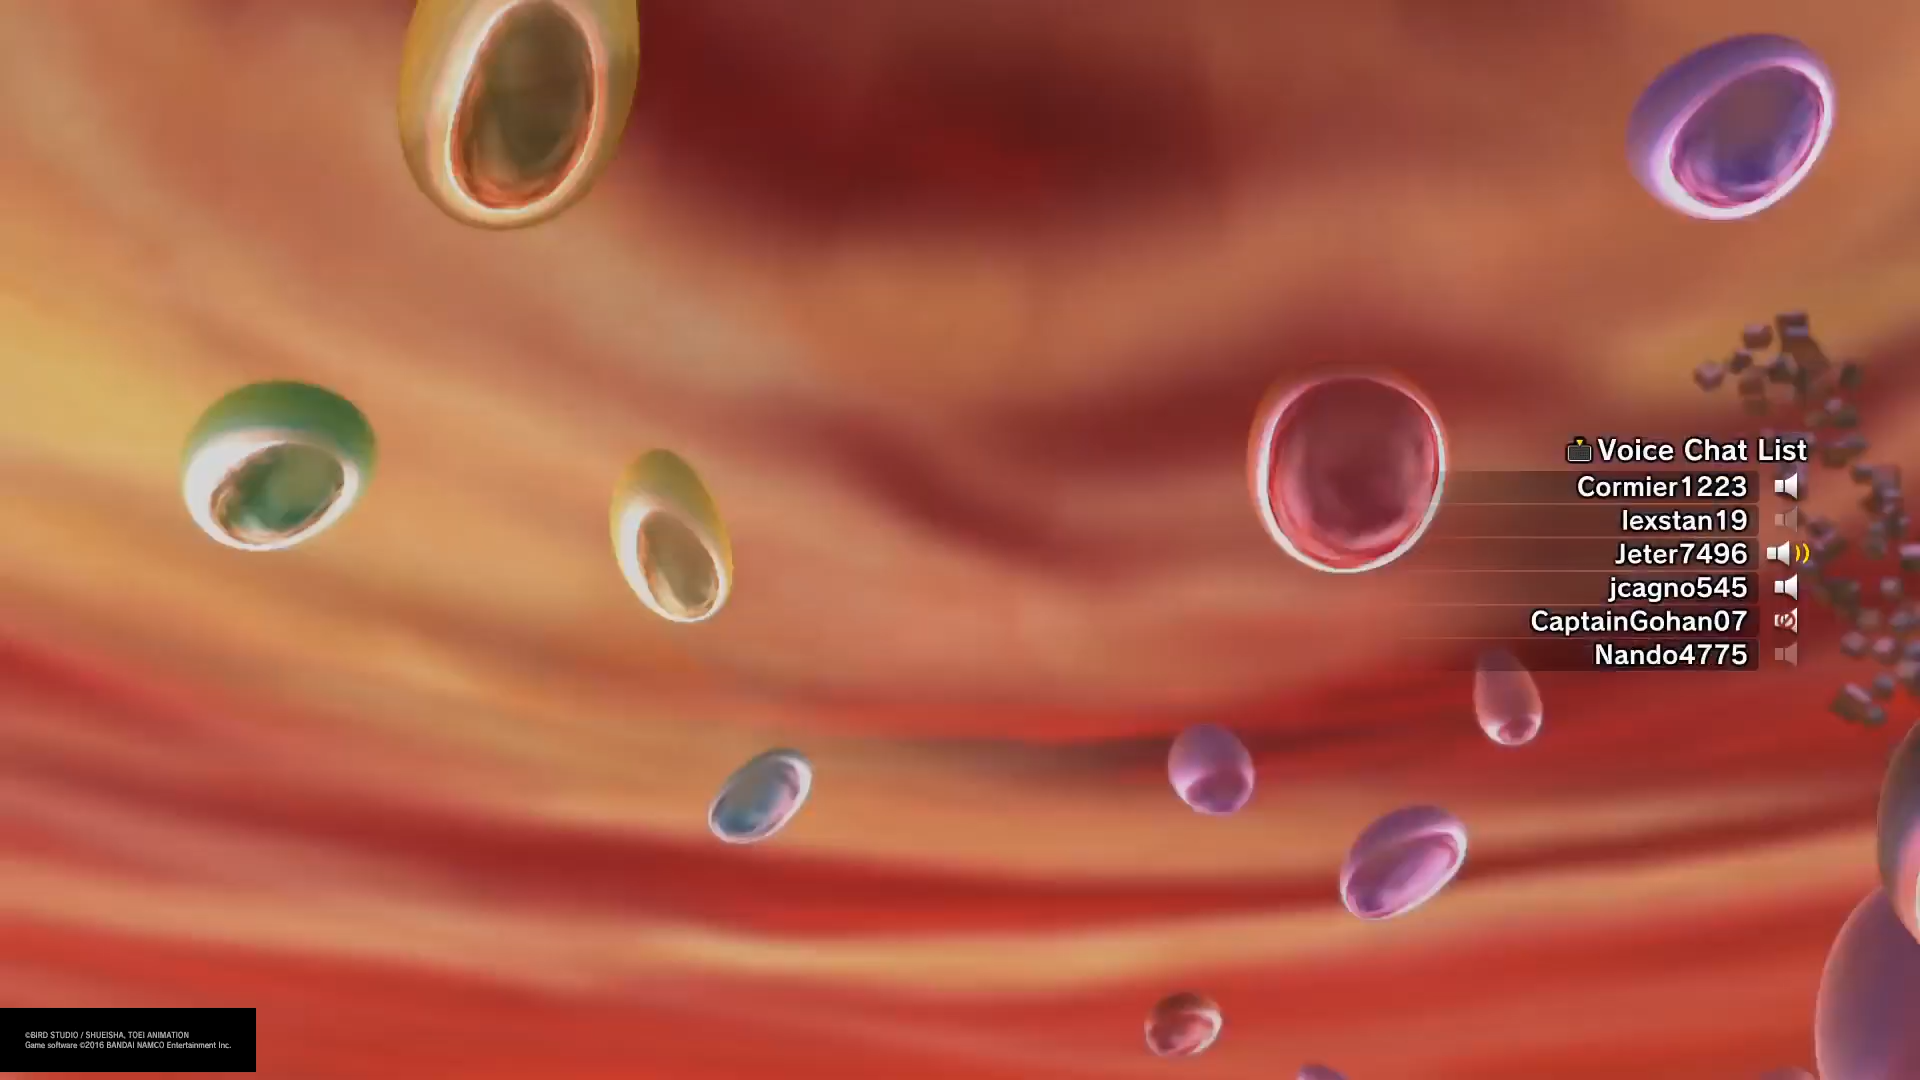 Voice Chat List
Cormier1223
lexstan19
Jeter7496
jcagno545
CaptainGohan07
Nando4775
©BIRD STUDIO / SHUEISHA, TOEI ANIMATION
Game software ©2016 BANDAI NAMCO Entertainment Inc.